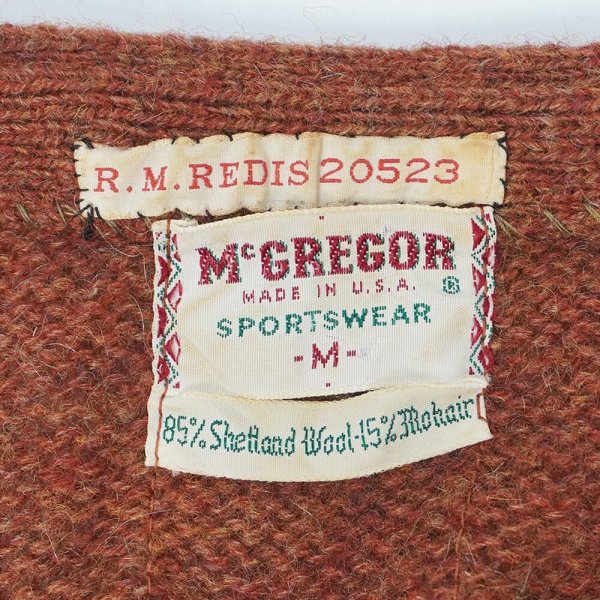 R.M.REDIS 20523
McGREGOR
MADE IN U.S.A. ®
SPORTSWEAR
-M-
85% Shetland Wool-15% Mohair